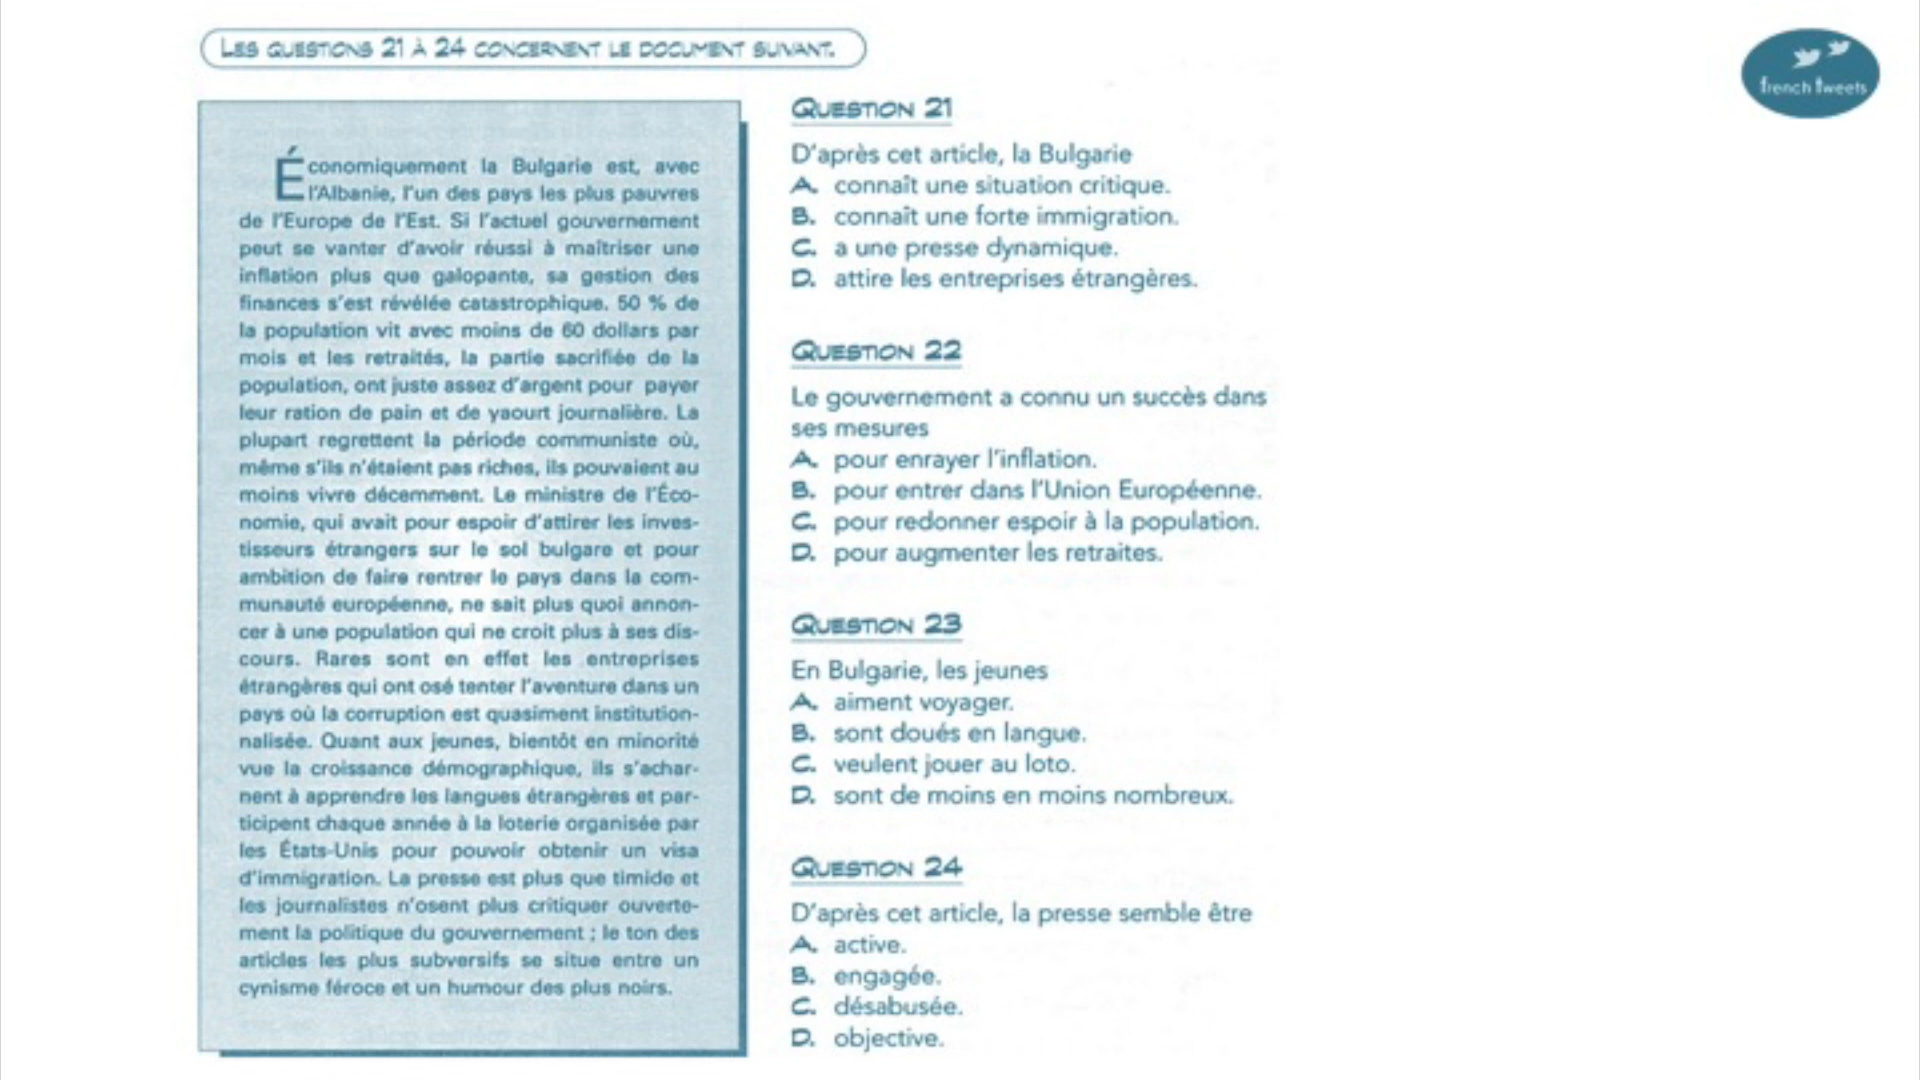 LES QUESTIONS 21 À 24 CONCERNENT LE DOCUMENT SUIVANT.
french tweets
Économiquement la Bulgarie est, avec
l'Albanie, l'un des pays les plus pauvres
de l'Europe de l'Est. Si l'actuel gouvernement
peut se vanter d'avoir réussi à maîtriser une
inflation plus que galopante, sa gestion des
finances s'est révélée catastrophique. 50 % de
la population vit avec moins de 60 dollars par
mois et les retraités, la partie sacrifiée de la
population, ont juste assez d'argent pour payer
leur ration de pain et de yaourt journalière. La
plupart regrettent la période communiste où,
même s'ils n'étaient pas riches, ils pouvaient au
moins vivre décemment. Le ministre de l'Éco-
nomie, qui avait pour espoir d'attirer les inves-
tisseurs étrangers sur le sol bulgare et pour
ambition de faire rentrer le pays dans la com-
munauté européenne, ne sait plus quoi annon-
cer à une population qui ne croit plus à ses dis-
cours. Rares sont en effet les entreprises
étrangères qui ont osé tenter l'aventure dans un
pays où la corruption est quasiment institution-
nalisée. Quant aux jeunes, bientôt en minorité
vue la croissance démographique, ils s'achar-
nent à apprendre les langues étrangères et par-
ticipent chaque année à la loterie organisée par
les États-Unis pour pouvoir obtenir un visa
d'immigration. La presse est plus que timide et
les journalistes n'osent plus critiquer ouverte-
ment la politique du gouvernement ; le ton des
articles les plus subversifs se situe entre un
cynisme féroce et un humour des plus noirs.
QUESTION 21
D'après cet article, la Bulgarie
A. connaît une situation critique.
B. connaît une forte immigration.
C. a une presse dynamique.
D. attire les entreprises étrangères.
QUESTION 22
Le gouvernement a connu un succès dans
ses mesures
A. pour enrayer l'inflation.
B. pour entrer dans l'Union Européenne.
C. pour redonner espoir à la population.
D. pour augmenter les retraites.
QUESTION 23
En Bulgarie, les jeunes
A. aiment voyager.
B. sont doués en langue.
C. veulent jouer au loto.
D. sont de moins en moins nombreux.
QUESTION 24
D'après cet article, la presse semble être
A. active.
B. engagée.
C. désabusée.
D. objective.